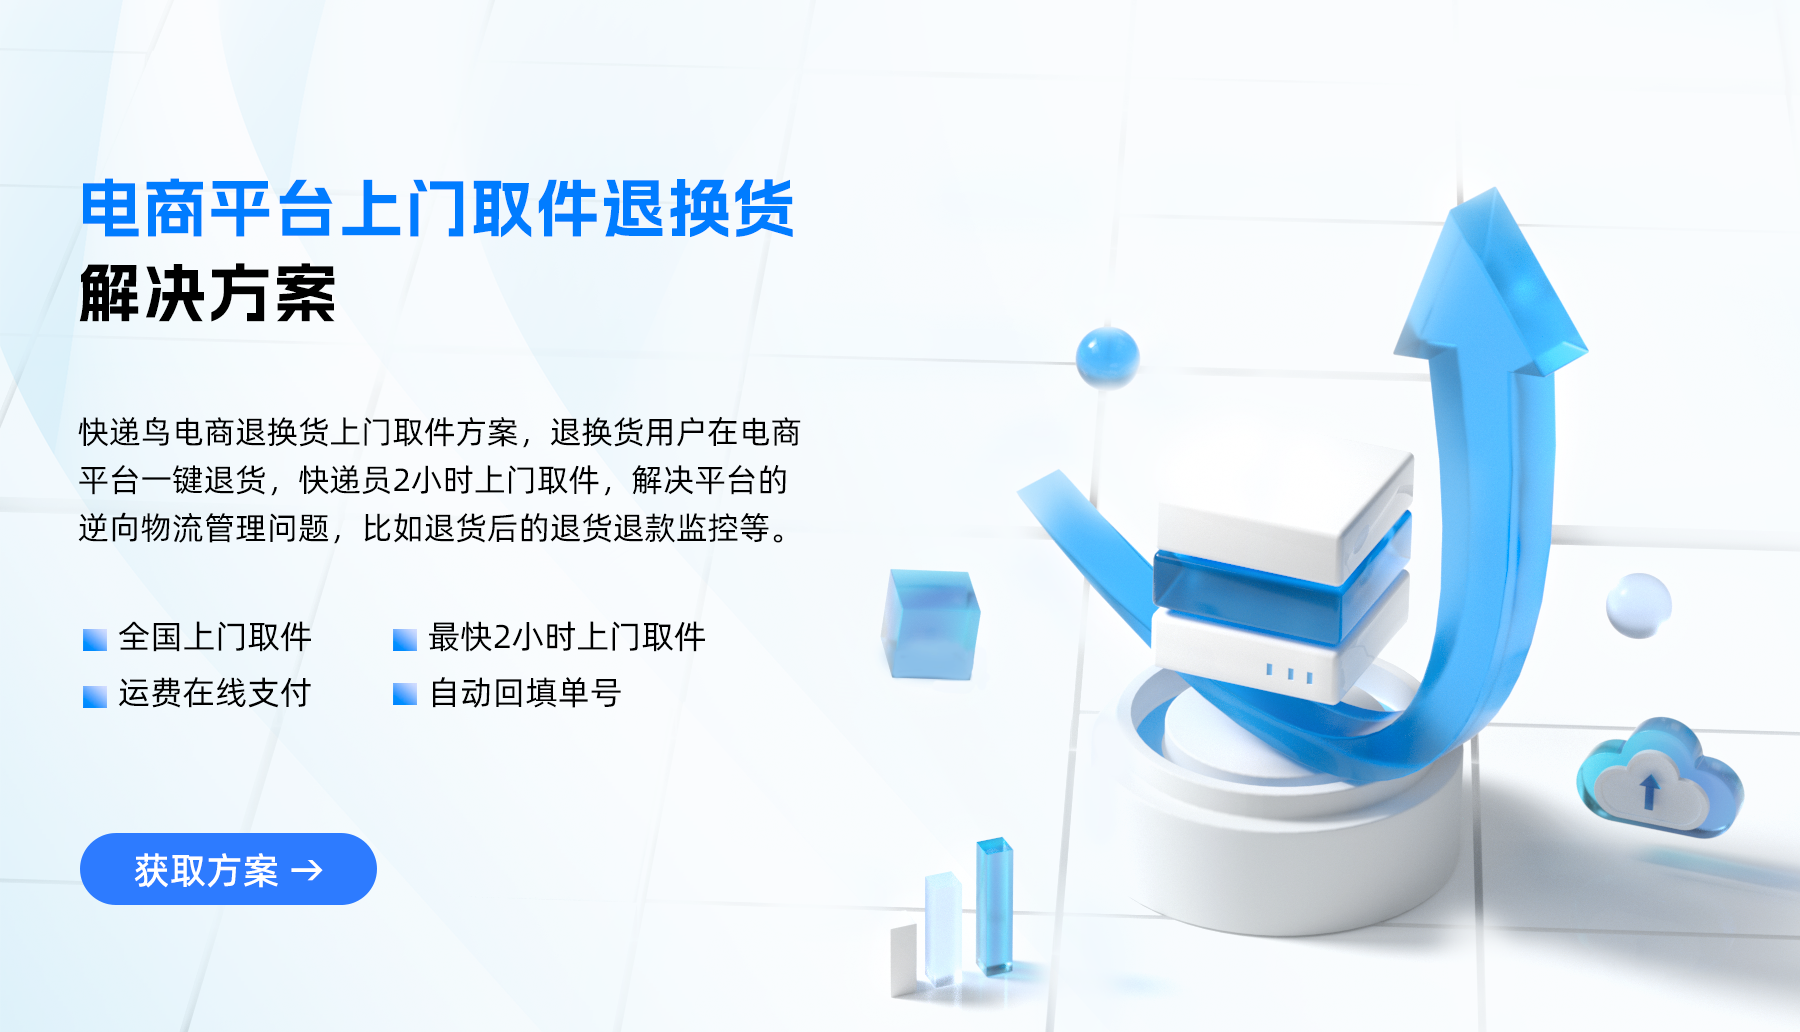 电商平台上门取件退换货
解决方案
快递鸟电商退换货上门取件方案，退换货用户在电商
平台一键退货，快递员2小时上门取件，解决平台的
逆向物流管理问题，比如退货后的退货退款监控等。
全国上门取件
最快2小时上门取件
运费在线支付
自动回填单号
获取方案 →